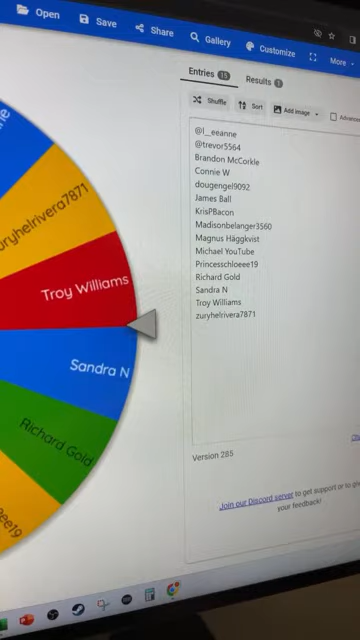 Open
Save
Share
Gallery
Customize
More
Entries 15
Results 1
Shuffle
Sort
Add image
@l__eeanne
@trevor5564
Brandon McCorkle
Connie W
dougengel9092
James Ball
KrisPBacon
Madisonbelanger3560
Magnus Häggkvist
Michael YouTube
Princesschloeee19
Richard Gold
Sandra N
Troy Williams
zuryhelrivera7871
uryhelrivera7871
Troy Williams
Sandra N
Richard Gold
ee19
Version 285
Join our Discord server to get support or to
your feedback!